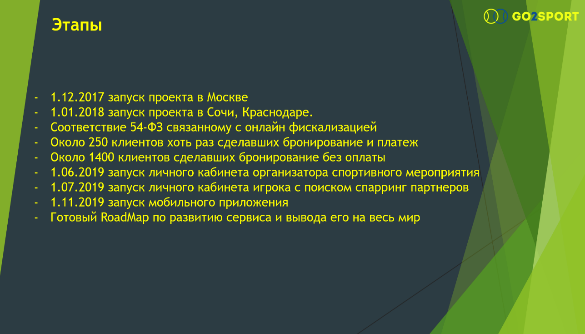 Этапы
GO2SPORT
- 1.12.2017 запуск проекта в Москве
- 1.01.2018 запуск проекта в Сочи, Краснодаре.
- Соответствие 54-ФЗ связанному с онлайн фискализацией
- Около 250 клиентов хоть раз сделавших бронирование и платеж
- Около 1400 клиентов сделавших бронирование без оплаты
- 1.06.2019 запуск личного кабинета организатора спортивного мероприятия
- 1.07.2019 запуск личного кабинета игрока с поиском спарринг партнеров
- 1.11.2019 запуск мобильного приложения
- Готовый RoadMap по развитию сервиса и вывода его на весь мир